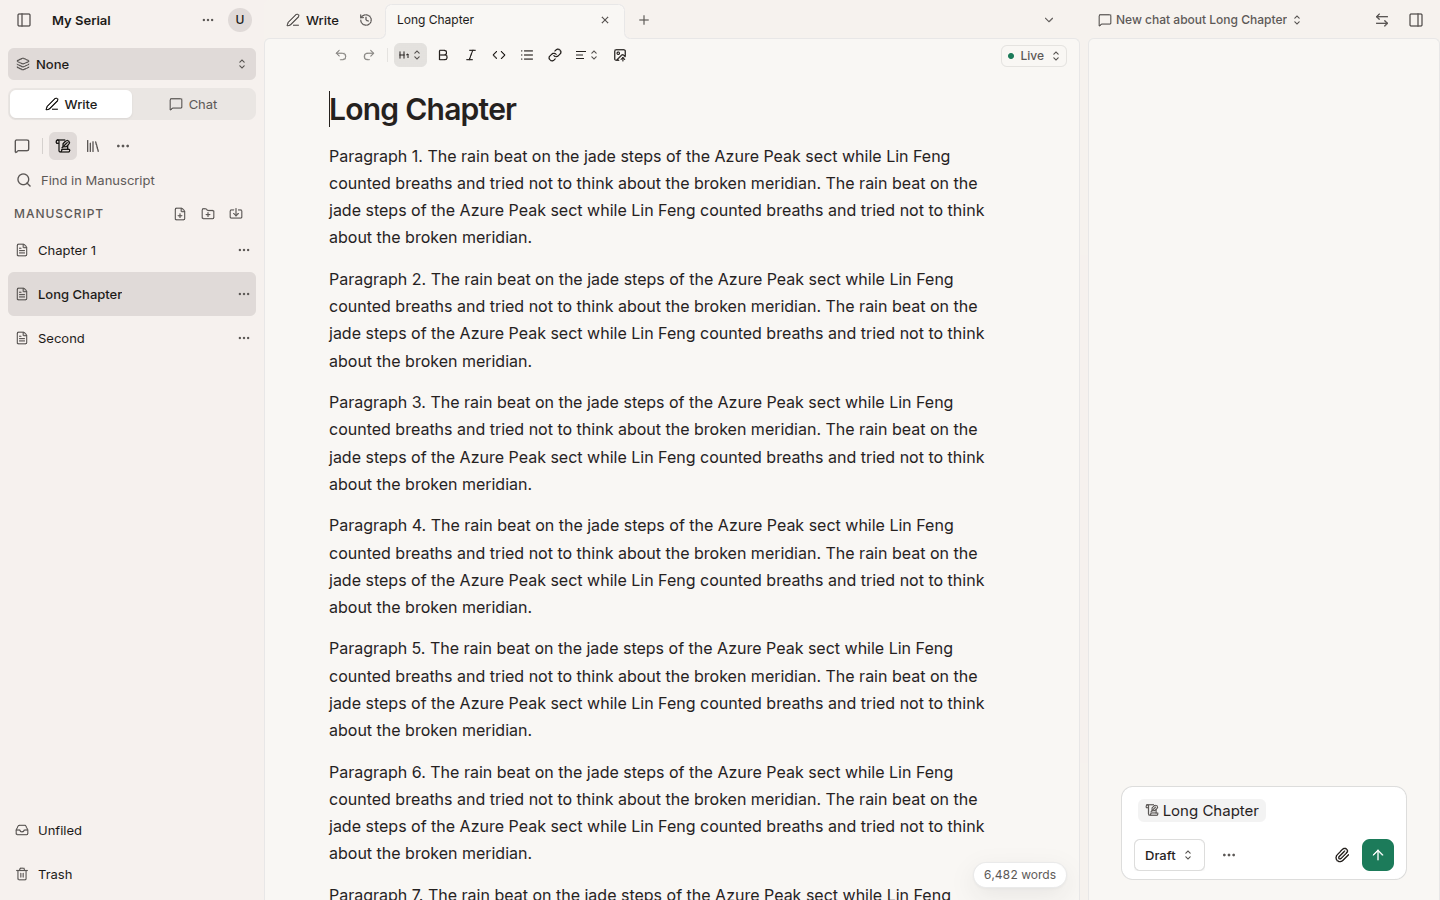 My Serial
U
Write
Long Chapter
New chat about Long Chapter
None
Write
Chat
Find in Manuscript
MANUSCRIPT
Chapter 1
Long Chapter
Second
Unfiled
Trash
H1
B
I
Live
Long Chapter
Paragraph 1. The rain beat on the jade steps of the Azure Peak sect while Lin Feng
counted breaths and tried not to think about the broken meridian. The rain beat on the
jade steps of the Azure Peak sect while Lin Feng counted breaths and tried not to think
about the broken meridian.
Paragraph 2. The rain beat on the jade steps of the Azure Peak sect while Lin Feng
counted breaths and tried not to think about the broken meridian. The rain beat on the
jade steps of the Azure Peak sect while Lin Feng counted breaths and tried not to think
about the broken meridian.
Paragraph 3. The rain beat on the jade steps of the Azure Peak sect while Lin Feng
counted breaths and tried not to think about the broken meridian. The rain beat on the
jade steps of the Azure Peak sect while Lin Feng counted breaths and tried not to think
about the broken meridian.
Paragraph 4. The rain beat on the jade steps of the Azure Peak sect while Lin Feng
counted breaths and tried not to think about the broken meridian. The rain beat on the
jade steps of the Azure Peak sect while Lin Feng counted breaths and tried not to think
about the broken meridian.
Paragraph 5. The rain beat on the jade steps of the Azure Peak sect while Lin Feng
counted breaths and tried not to think about the broken meridian. The rain beat on the
jade steps of the Azure Peak sect while Lin Feng counted breaths and tried not to think
about the broken meridian.
Paragraph 6. The rain beat on the jade steps of the Azure Peak sect while Lin Feng
counted breaths and tried not to think about the broken meridian. The rain beat on the
jade steps of the Azure Peak sect while Lin Feng counted breaths and tried not to think
about the broken meridian.
Paragraph 7. The rain beat on the jade steps of the Azure Peak sect while Lin Feng
6,482 words
Long Chapter
Draft